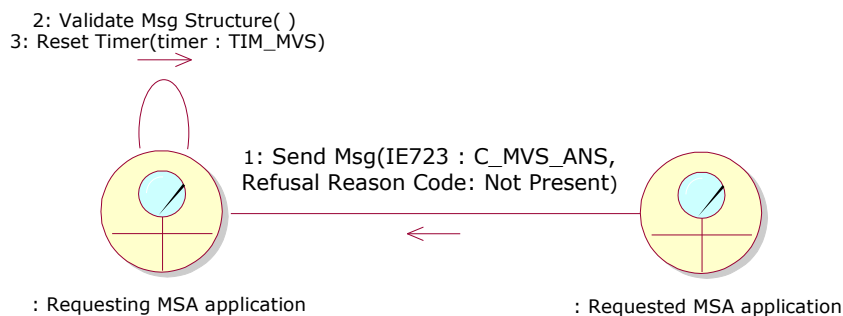 2: Validate Msg Structure( )
3: Reset Timer(timer : TIM_MVS)
1: Send Msg(IE723 : C_MVS_ANS,
Refusal Reason Code: Not Present)
: Requesting MSA application
: Requested MSA application